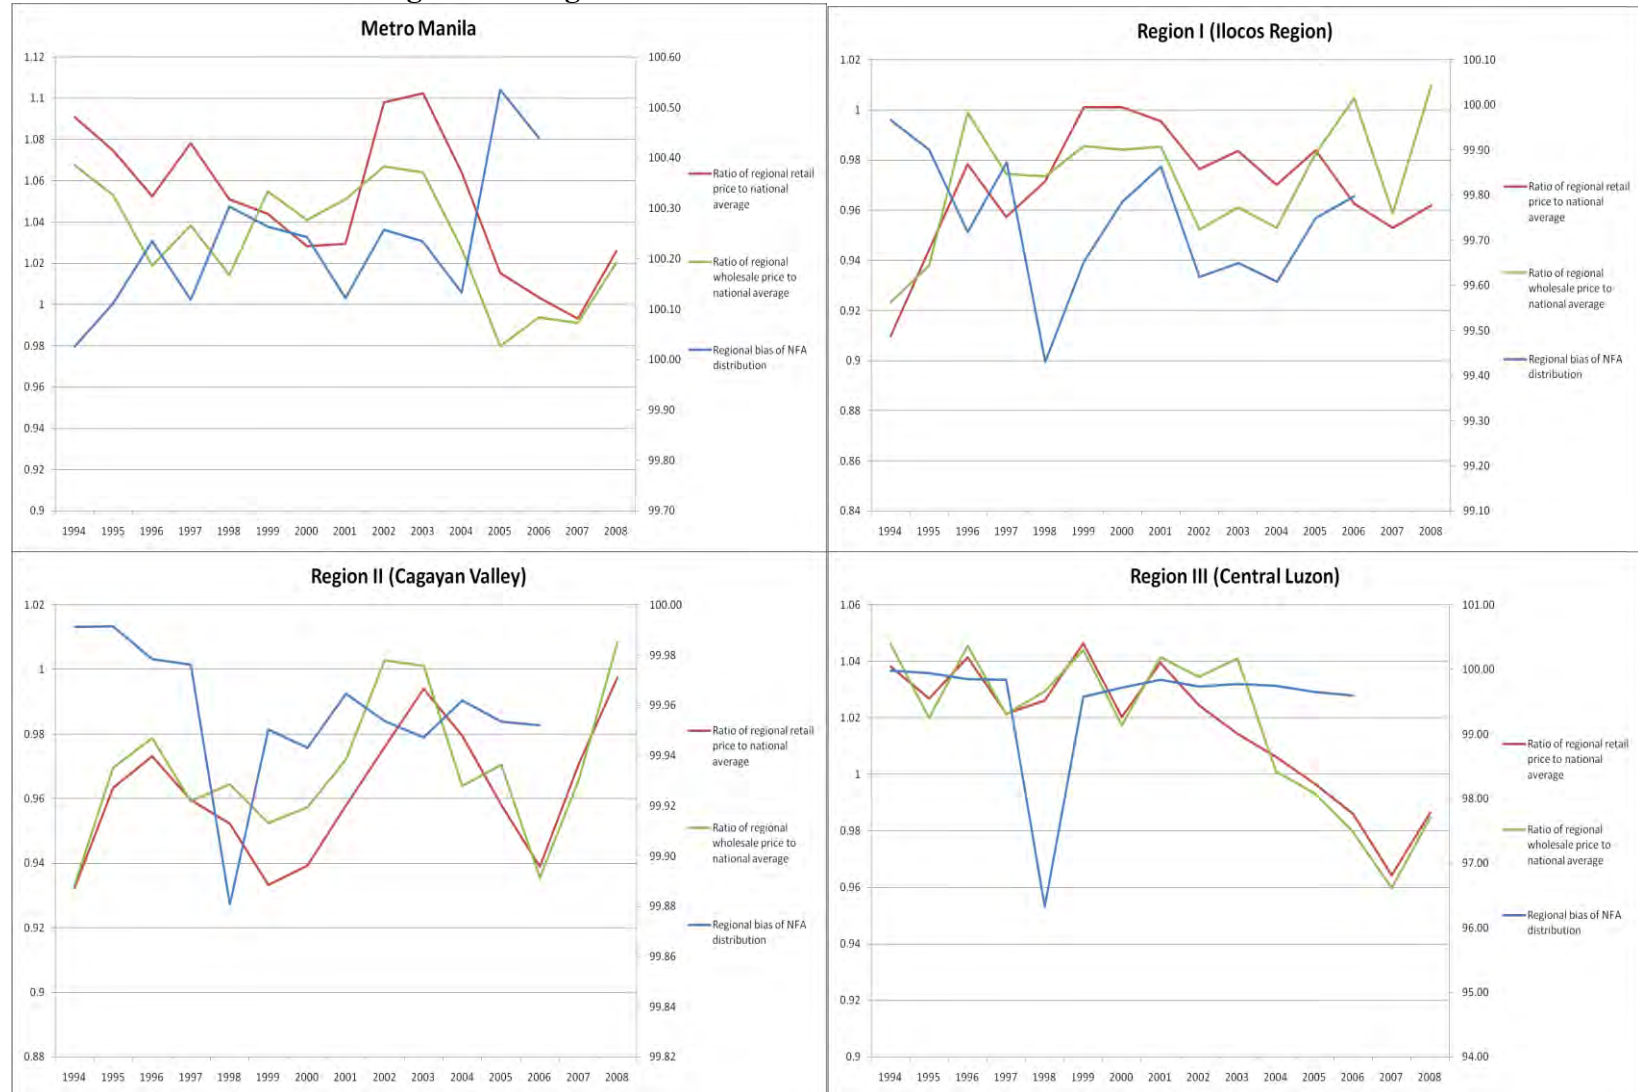 Metro Manila
1.12
1.1
1.08
1.06
1.04
1.02
1
0.98
0.96
0.94
0.92
0.9
100.60
100.50
100.40
100.30
100.20
100.10
100.00
99.90
99.80
99.70
1994 1995 1996 1997 1998 1999 2000 2001 2002 2003 2004 2005 2006 2007 2008
Ratio of regional retail
price to national
average
Ratio of regional
wholesale price to
national average
Regional bias of NFA
distribution
Region I (Ilocos Region)
1.02
1
0.98
0.96
0.94
0.92
0.9
0.88
0.86
0.84
100.10
100.00
99.90
99.80
99.70
99.60
99.50
99.40
99.30
99.20
99.10
1994 1995 1996 1997 1998 1999 2000 2001 2002 2003 2004 2005 2006 2007 2008
Ratio of regional retail
price to national
average
Ratio of regional
wholesale price to
national average
Regional bias of NFA
distribution
Region II (Cagayan Valley)
1.02
1
0.98
0.96
0.94
0.92
0.9
0.88
100.00
99.98
99.96
99.94
99.92
99.90
99.88
99.86
99.84
99.82
1994 1995 1996 1997 1998 1999 2000 2001 2002 2003 2004 2005 2006 2007 2008
Ratio of regional retail
price to national
average
Ratio of regional
wholesale price to
national average
Regional bias of NFA
distribution
Region III (Central Luzon)
1.06
1.04
1.02
1
0.98
0.96
0.94
0.92
0.9
101.00
100.00
99.00
98.00
97.00
96.00
95.00
94.00
1994 1995 1996 1997 1998 1999 2000 2001 2002 2003 2004 2005 2006 2007 2008
Ratio of regional retail
price to national
average
Ratio of regional
wholesale price to
national average
Regional bias of NFA
distribution